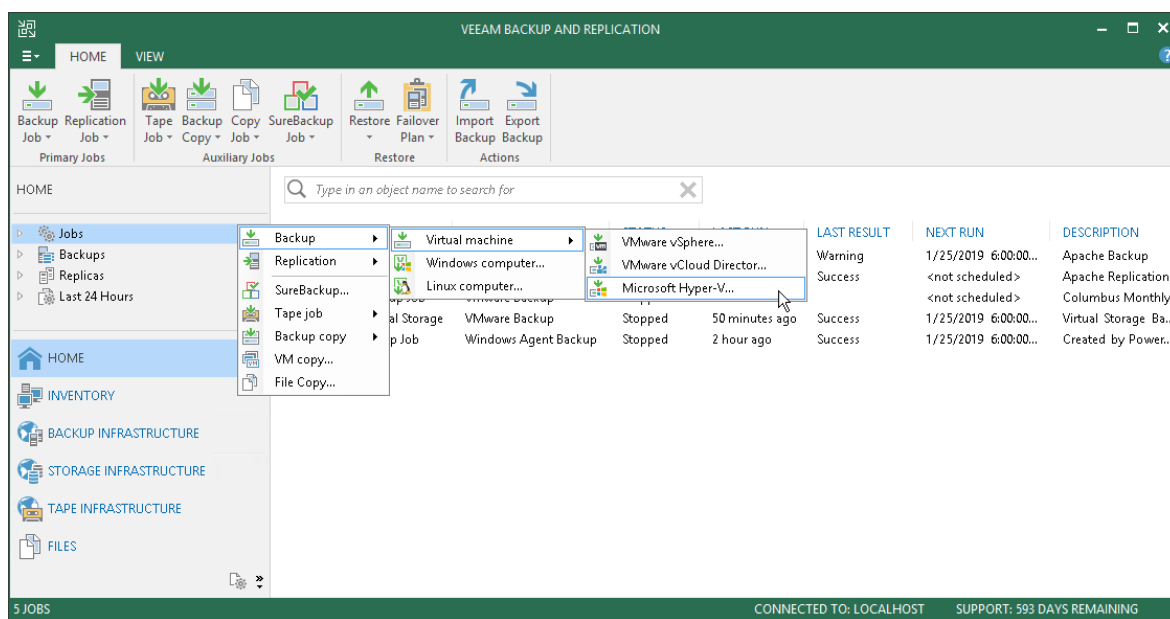 VEEAM BACKUP AND REPLICATION
HOME VIEW
Backup Replication Tape Backup Copy SureBackup Restore Failover Import Export
Job Job Job Copy Job Job Plan Backup Backup
Primary Jobs Auxiliary Jobs Restore Actions
HOME
Type in an object name to search for
Jobs
Backups
Replicas
Last 24 Hours
Backup
Replication
SureBackup...
Tape job
Backup copy
VM copy...
File Copy...
Virtual machine
Windows computer...
Linux computer...
VMware vSphere...
VMware vCloud Director...
Microsoft Hyper-V...
LAST RESULT NEXT RUN DESCRIPTION
Warning 1/25/2019 6:00:00... Apache Backup
Success <not scheduled> Apache Replication
<not scheduled> Columbus Monthly
al Storage VMware Backup Stopped 50 minutes ago Success 1/25/2019 6:00:00... Virtual Storage Ba...
p Job Windows Agent Backup Stopped 2 hour ago Success 1/25/2019 6:00:00... Created by Power...
HOME
INVENTORY
BACKUP INFRASTRUCTURE
STORAGE INFRASTRUCTURE
TAPE INFRASTRUCTURE
FILES
5 JOBS CONNECTED TO: LOCALHOST SUPPORT: 593 DAYS REMAINING